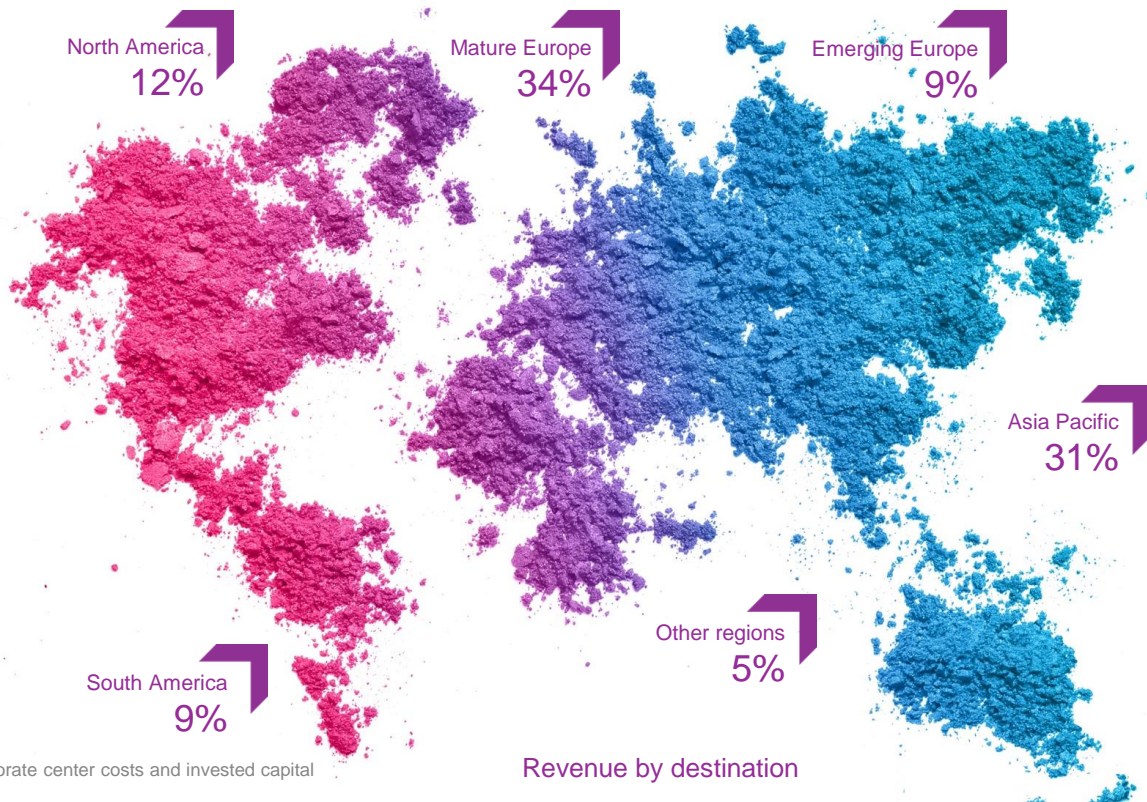 North America
12%
Mature Europe
34%
Emerging Europe
9%
Asia Pacific
31%
Other regions
5%
South America
9%
orate center costs and invested capital
Revenue by destination